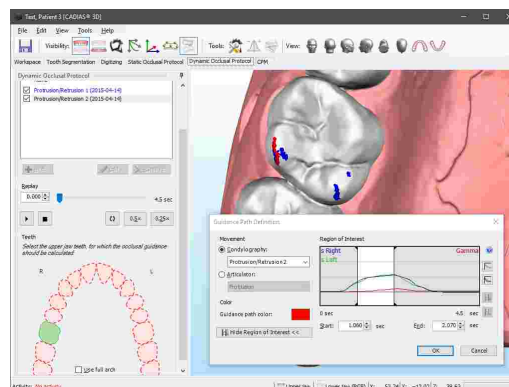 Test, Patient 3 [CADIAS® 3D]
File Edit View Tools Help
Visibility: Tools: View:
Workspace Tooth Segmentation Digitizing Static Occlusal Protocol Dynamic Occlusal Protocol CPM
Dynamic Occlusal Protocol
Protrusion/Retrusion 1 (2015-04-14)
Protrusion/Retrusion 2 (2015-04-14)
Replay
0.000 4.5 sec
0.5× 0.25×
Teeth
Select the upper jaw teeth, for which the occlusal guidance should be calculated
R L
Use full arch
Guidance Path Definition
Movement
Condylography:
Protrusion/Retrusion2
Articulator:
Protrusion
Color
Guidance path color:
Hide Region of Interest <<
Region of Interest
s Right Gamma
s Left
0 sec 4.5 sec
Start: 1.060 sec End: 2.070 sec
OK Cancel